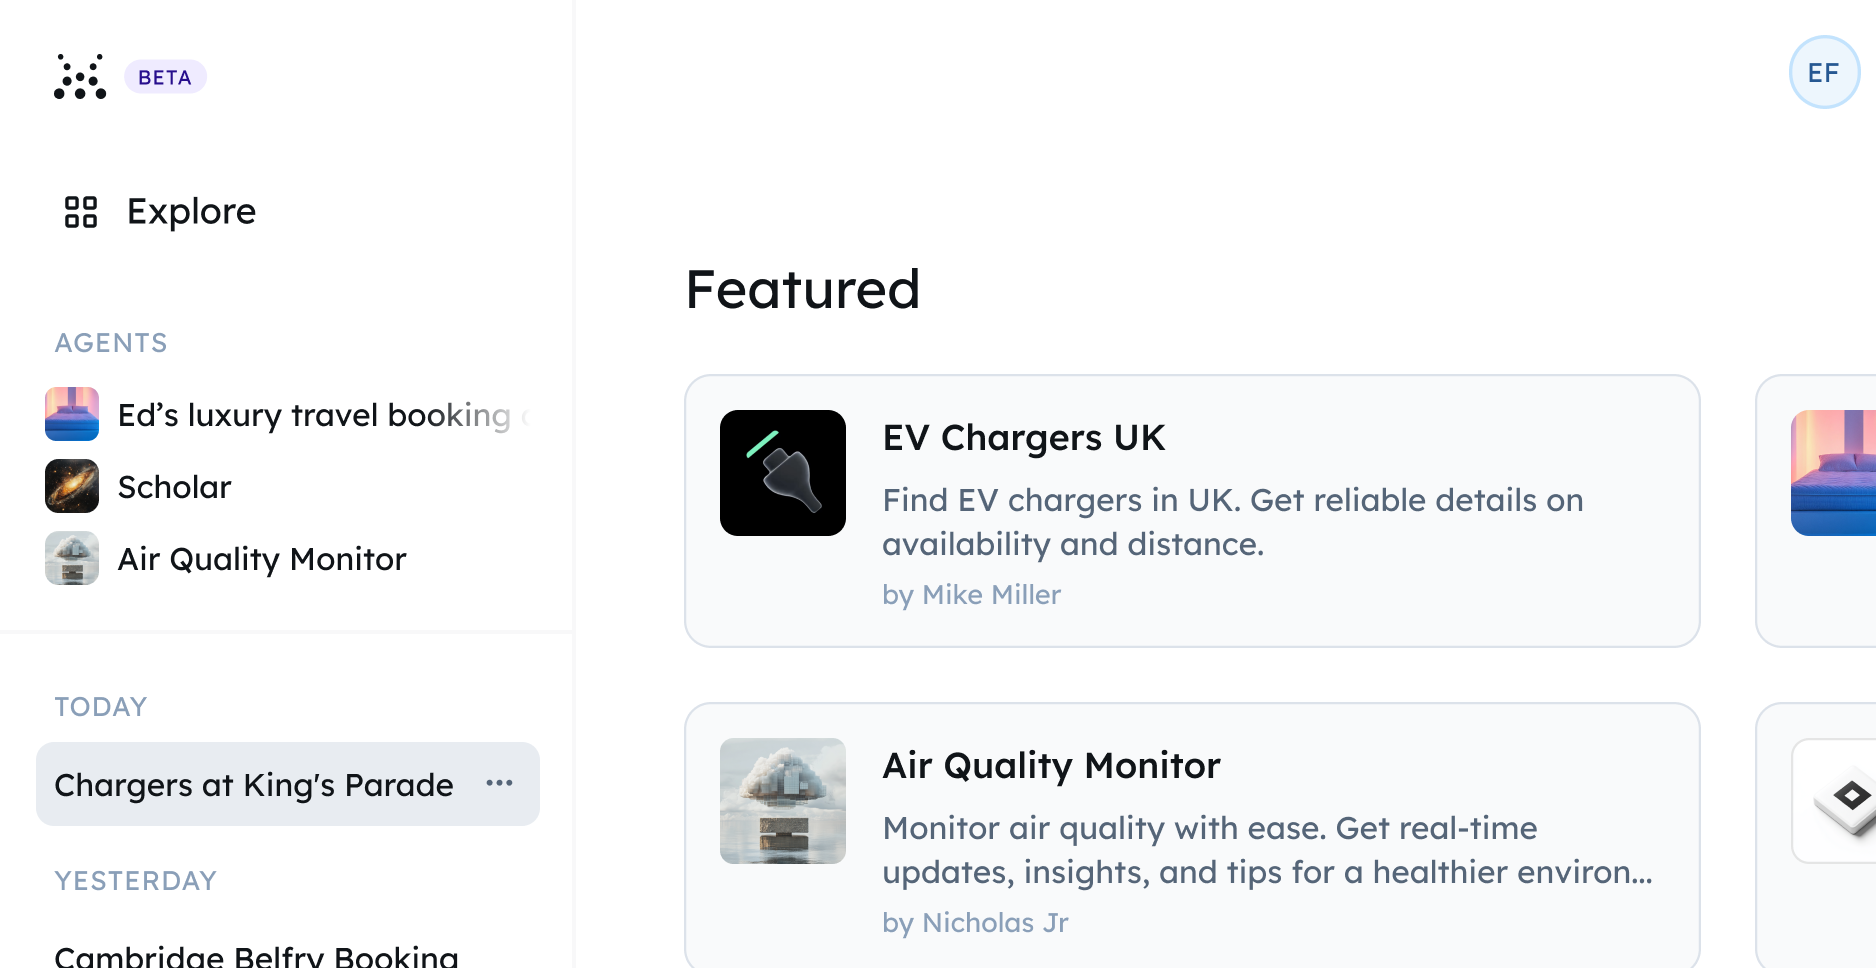 BETA
EF
Explore
Featured
AGENTS
Ed’s luxury travel booking
Scholar
Air Quality Monitor
EV Chargers UK
Find EV chargers in UK. Get reliable details on
availability and distance.
by Mike Miller
TODAY
Chargers at King's Parade
Air Quality Monitor
Monitor air quality with ease. Get real-time
updates, insights, and tips for a healthier environ...
by Nicholas Jr
YESTERDAY
Cambridge Belfry Booking